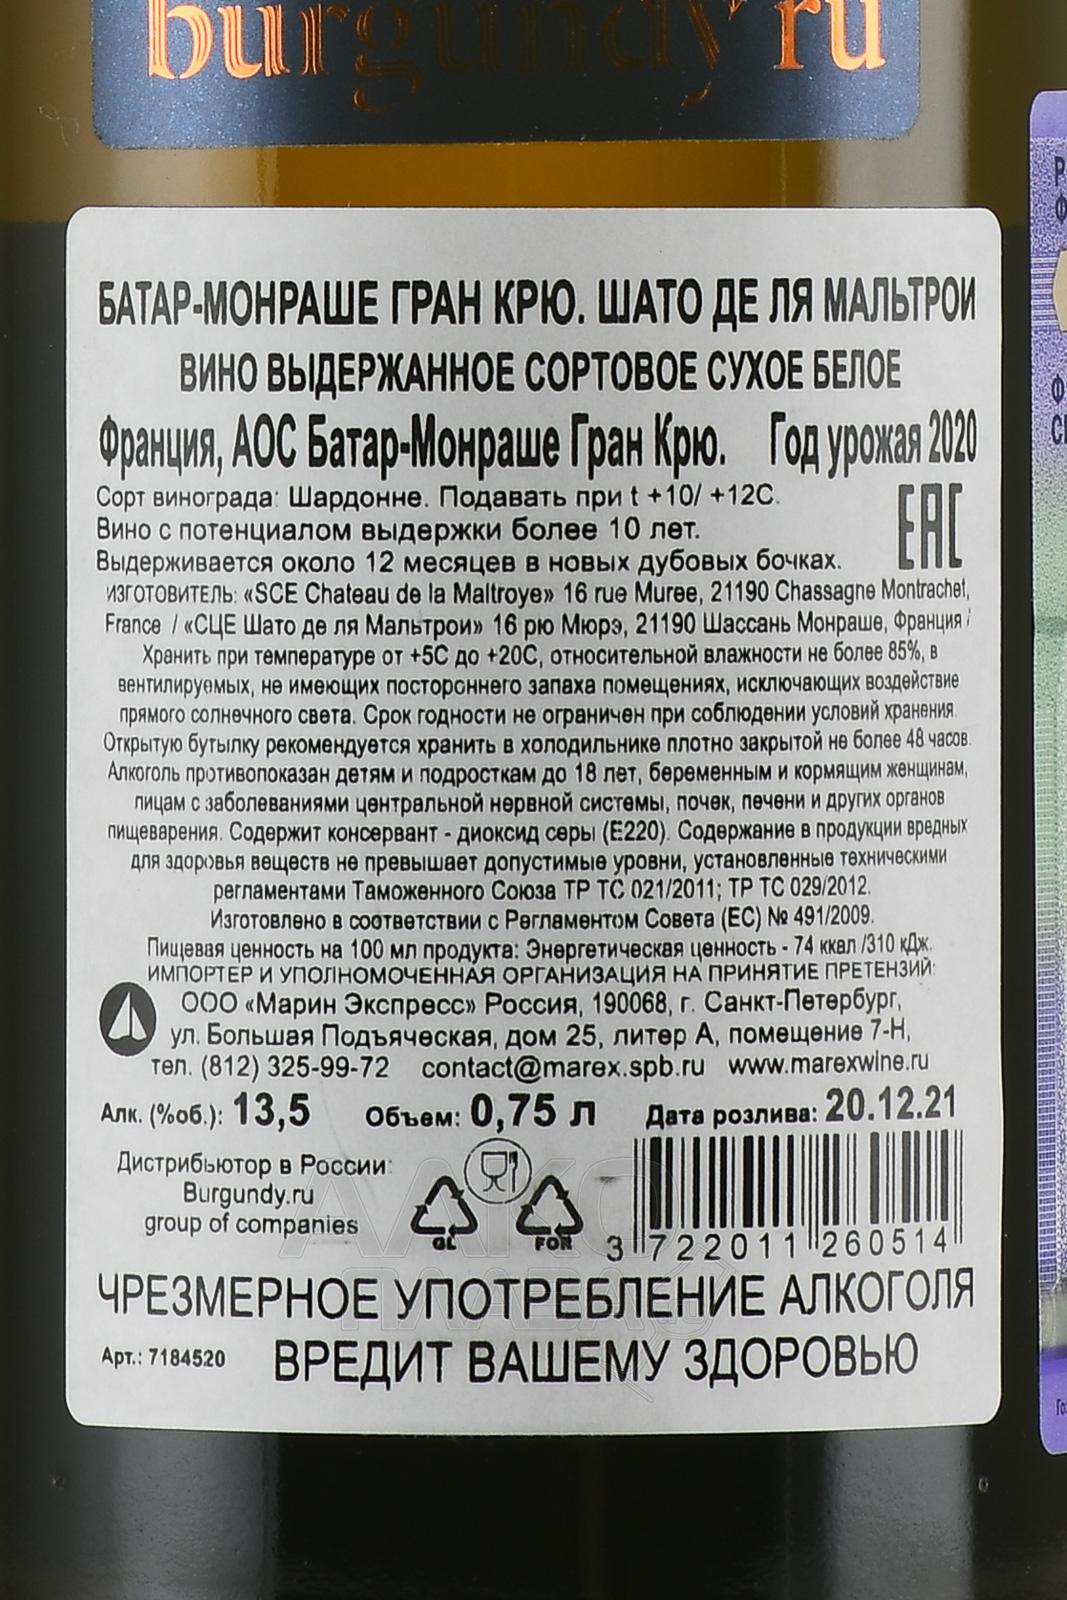 burgundy.ru
БАТАР-МОНРАШЕ ГРАН КРЮ. ШАТО ДЕ ЛЯ МАЛЬТРОИ
ВИНО ВЫДЕРЖАННОЕ СОРТОВОЕ СУХОЕ БЕЛОЕ
Франция, АОС Батар-Монраше Гран Крю. Год урожая 2020
Сорт винограда: Шардонне. Подавать при t +10/ +12С.
Вино с потенциалом выдержки более 10 лет.
Выдерживается около 12 месяцев в новых дубовых бочках.
EAC
ИЗГОТОВИТЕЛЬ: «SCE Chateau de la Maltroye» 16 rue Muree, 21190 Chassagne Montrachet,
France / «СЦЕ Шато де ля Мальтрои» 16 рю Мюрэ, 21190 Шассань Монраше, Франция /
Хранить при температуре от +5С до +20С, относительной влажности не более 85%, в
вентилируемых, не имеющих постороннего запаха помещениях, исключающих воздействие
прямого солнечного света. Срок годности не ограничен при соблюдении условий хранения.
Открытую бутылку рекомендуется хранить в холодильнике плотно закрытой не более 48 часов.
Алкоголь противопоказан детям и подросткам до 18 лет, беременным и кормящим женщинам,
лицам с заболеваниями центральной нервной системы, почек, печени и других органов
пищеварения. Содержит консервант - диоксид серы (Е220). Содержание в продукции вредных
для здоровья веществ не превышает допустимые уровни, установленные техническими
регламентами Таможенного Союза ТР ТС 021/2011; ТР ТС 029/2012.
Изготовлено в соответствии с Регламентом Совета (ЕС) № 491/2009.
Пищевая ценность на 100 мл продукта: Энергетическая ценность - 74 ккал /310 кДж.
ИМПОРТЕР И УПОЛНОМОЧЕННАЯ ОРГАНИЗАЦИЯ НА ПРИНЯТИЕ ПРЕТЕНЗИЙ:
ООО «Марин Экспресс» Россия, 190068, г. Санкт-Петербург,
ул. Большая Подъяческая, дом 25, литер А, помещение 7-Н,
тел. (812) 325-99-72 contact@marex.spb.ru www.marexwine.ru
Алк. (%об.): 13,5 Объем: 0,75 л Дата розлива: 20.12.21
Дистрибьютор в России:
Burgundy.ru
group of companies
GL FOR
3 722011 260514
ЧРЕЗМЕРНОЕ УПОТРЕБЛЕНИЕ АЛКОГОЛЯ
Арт.: 7184520 ВРЕДИТ ВАШЕМУ ЗДОРОВЬЮ